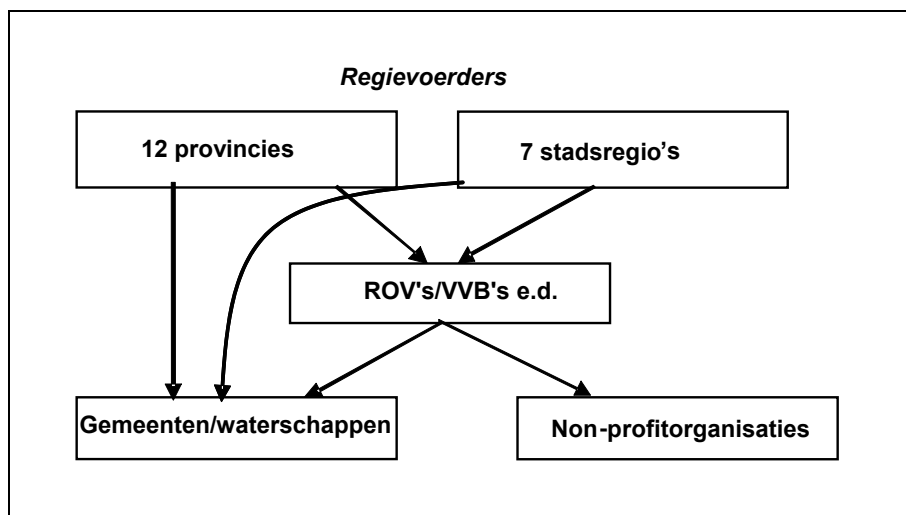 Regievoerders
12 provincies
7 stadsregio's
ROV's/VVB's e.d.
Gemeenten/waterschappen
Non-profitorganisaties